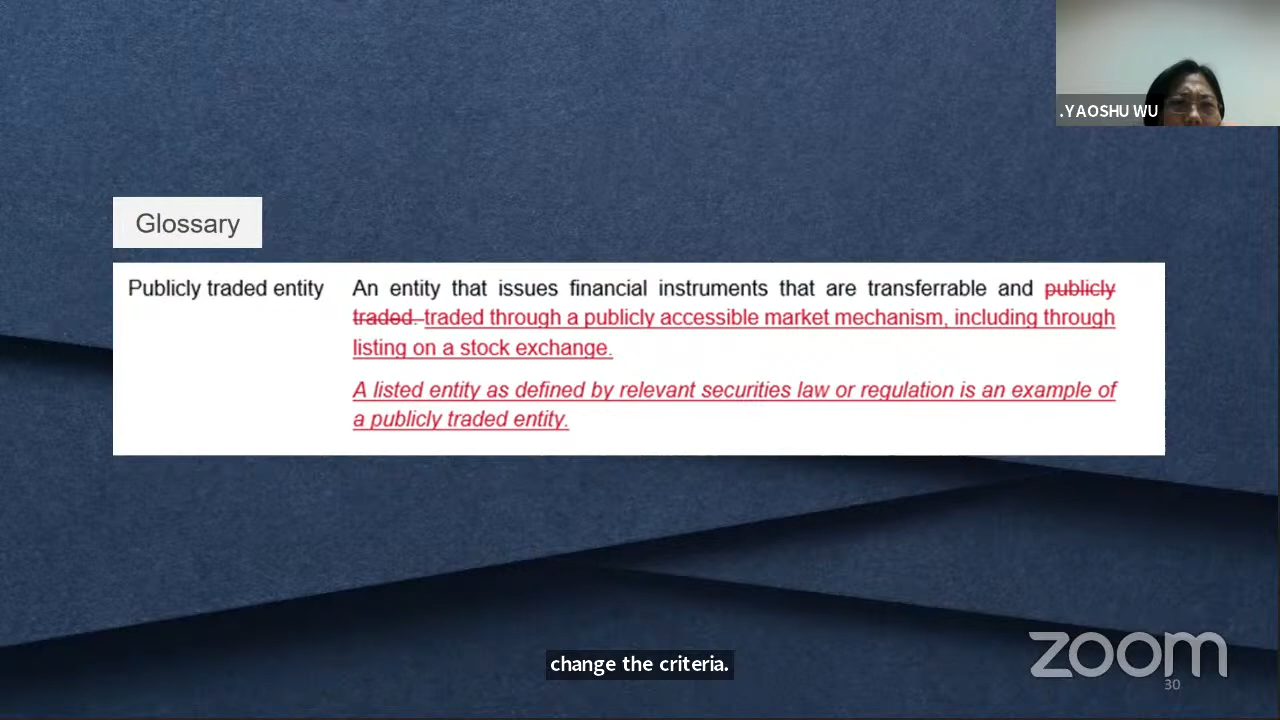 .YAOSHU WU
Glossary
Publicly traded entity
An entity that issues financial instruments that are transferrable and publicly
traded. traded through a publicly accessible market mechanism, including through
listing on a stock exchange.
A listed entity as defined by relevant securities law or regulation is an example of
a publicly traded entity.
change the criteria.
zoom
30